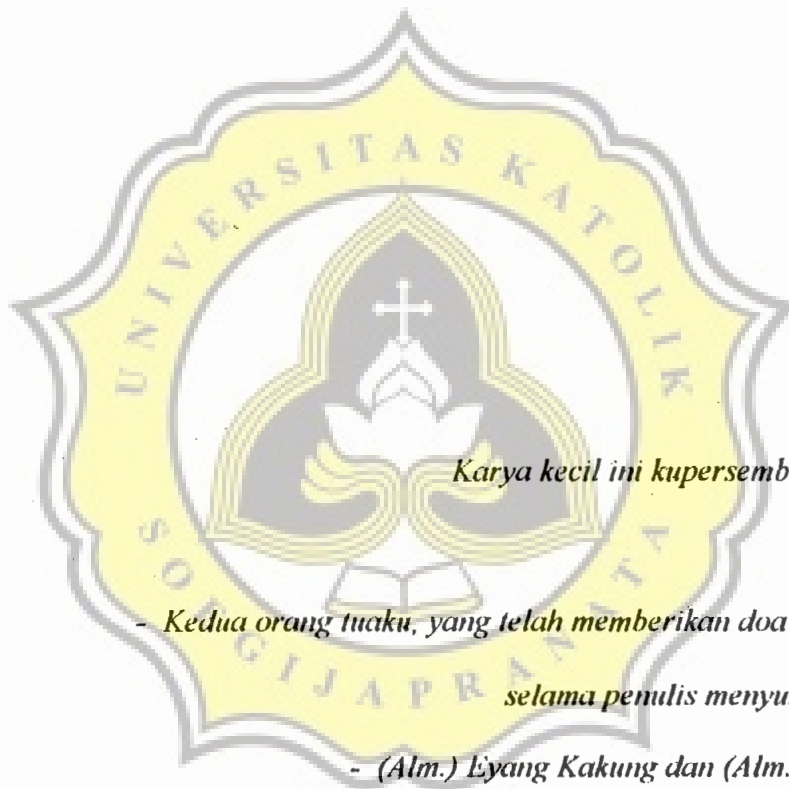 UNIVERSITAS KATOLIK
SOEGIJAPRANATA
Karya kecil ini kupersemb
- Kedua orang tuaku, yang telah memberikan doa
selama penulis menyu
- (Alm.) Eyang Kakung dan (Alm.